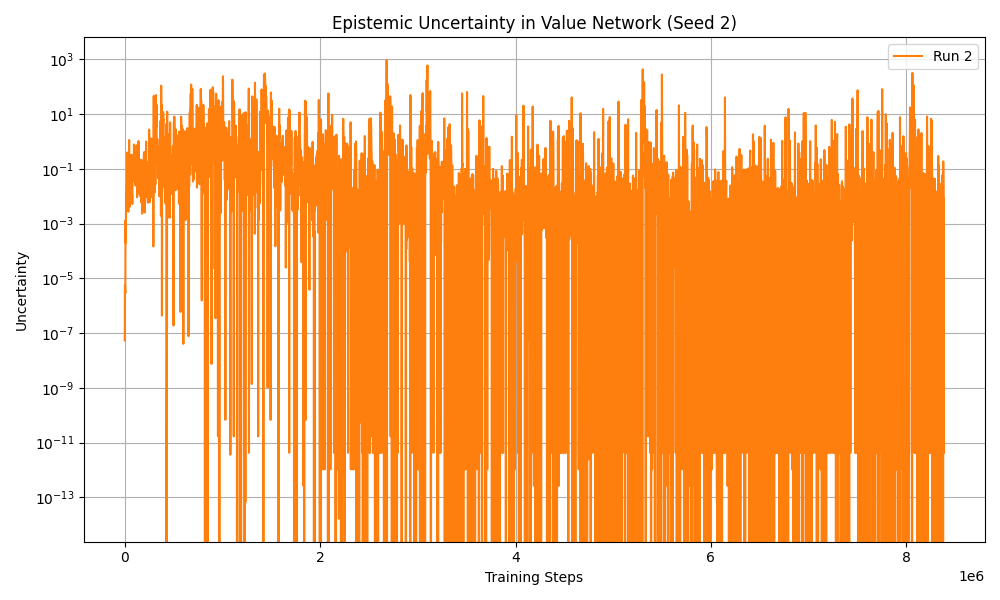 Epistemic Uncertainty in Value Network (Seed 2)
Run 2
Uncertainty
10^3
10^1
10^-1
10^-3
10^-5
10^-7
10^-9
10^-11
10^-13
0 2 4 6 8
1e6
Training Steps